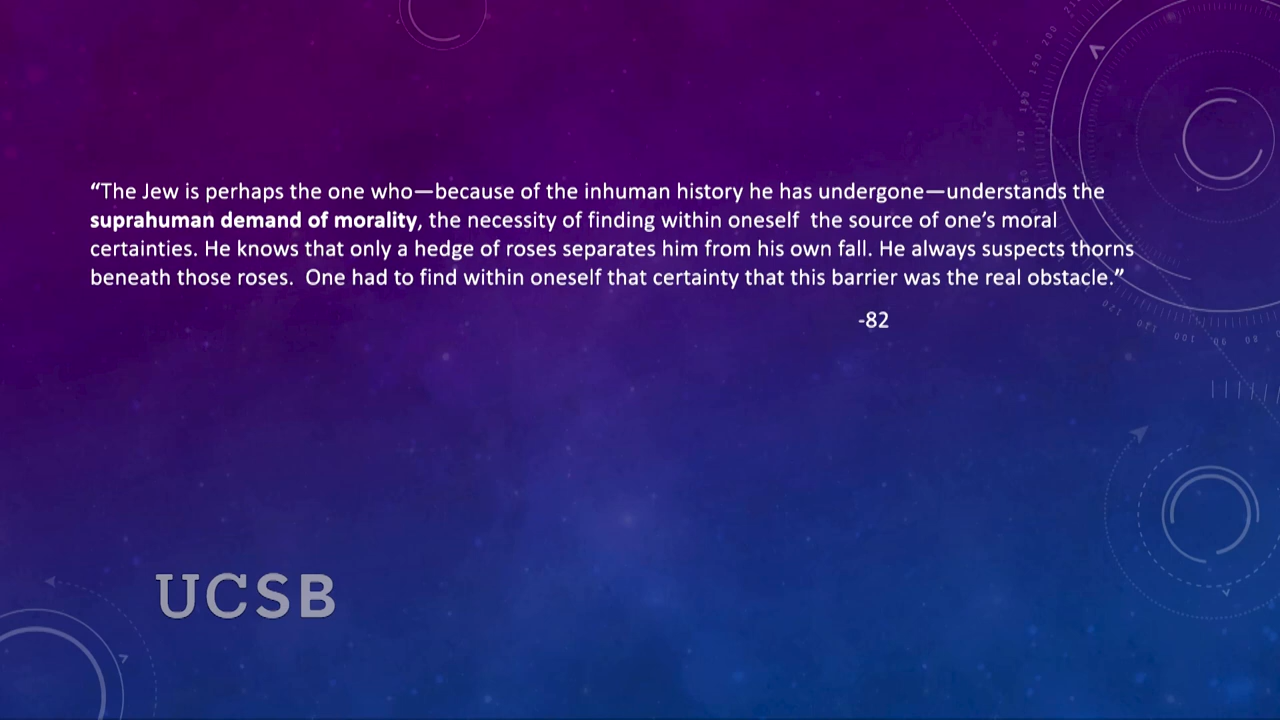 “The Jew is perhaps the one who—because of the inhuman history he has undergone—understands the
suprahuman demand of morality, the necessity of finding within oneself  the source of one’s moral
certainties. He knows that only a hedge of roses separates him from his own fall. He always suspects thorns
beneath those roses.  One had to find within oneself that certainty that this barrier was the real obstacle.”
-82
UCSB